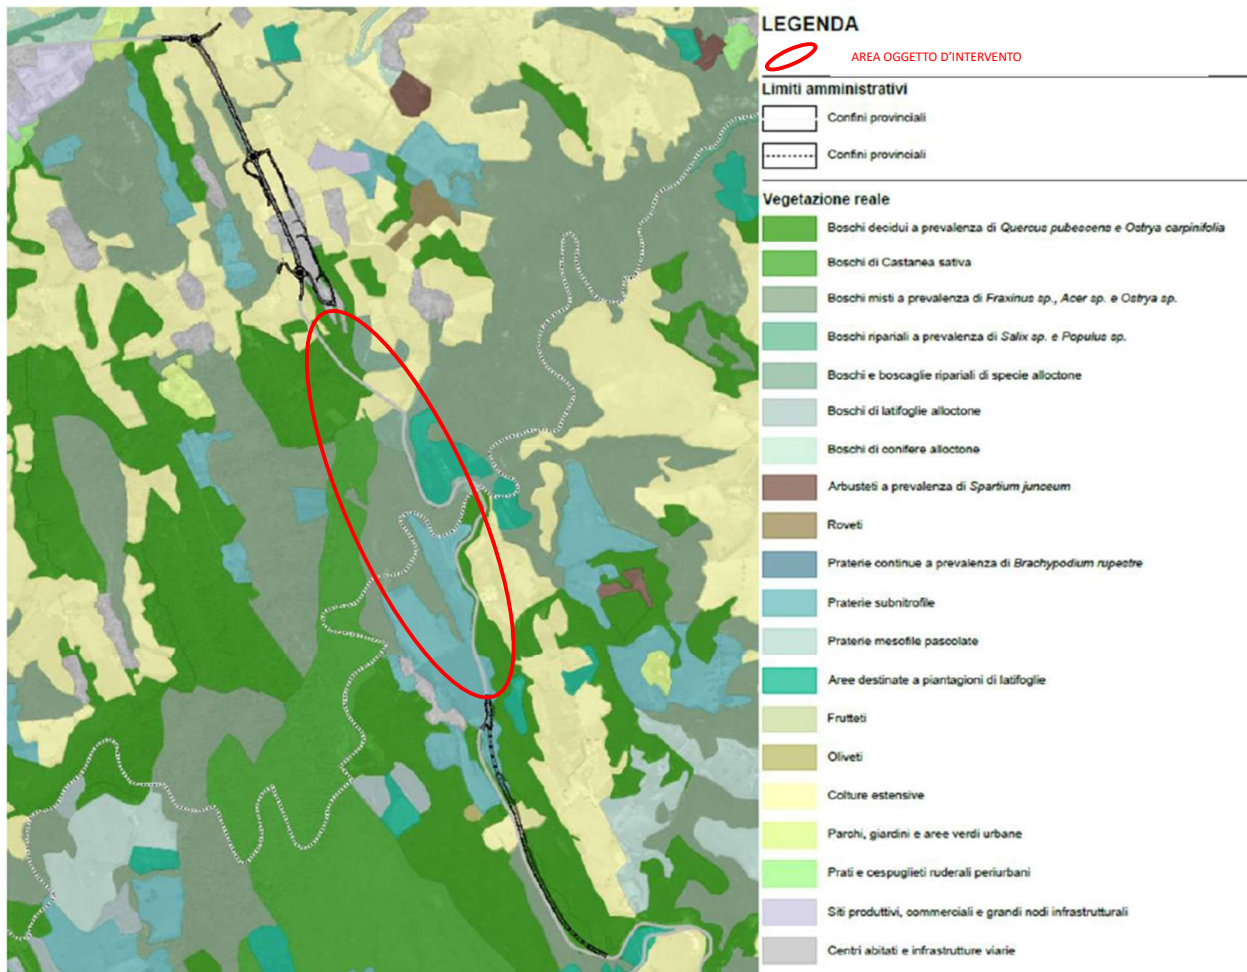 LEGENDA
AREA OGGETTO D'INTERVENTO
Limiti amministrativi
Confini provinciali
Confini provinciali
Vegetazione reale
Boschi decidui a prevalenza di Quercus pubescens e Ostrya carpinifolia
Boschi di Castanea sativa
Boschi misti a prevalenza di Fraxinus sp., Acer sp. e Ostrya sp.
Boschi ripariali a prevalenza di Salix sp. e Populus sp.
Boschi e boscaglie ripariali di specie alloctone
Boschi di latifoglie alloctone
Boschi di conifere alloctone
Arbusteti a prevalenza di Spartium junceum
Roveti
Praterie continue a prevalenza di Brachypodium rupestre
Praterie subnitrofile
Praterie mesofile pascolate
Aree destinate a piantagioni di latifoglie
Frutteti
Oliveti
Colture estensive
Parchi, giardini e aree verdi urbane
Prati e cespuglieti ruderali periurbani
Siti produttivi, commerciali e grandi nodi infrastrutturali
Centri abitati e infrastrutture viarie